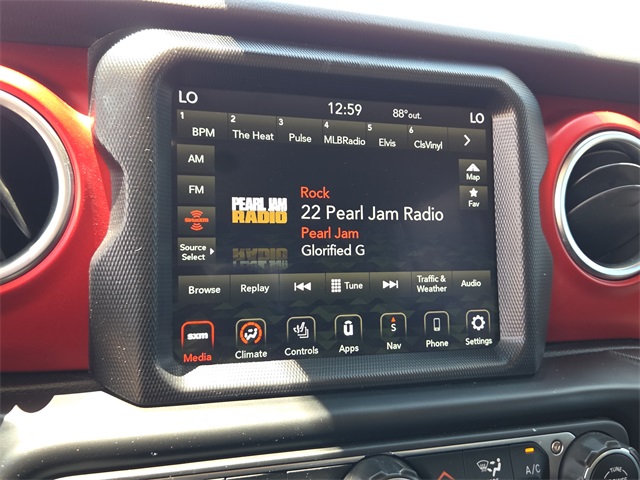 LO
12:59
88° out.
LO
1 BPM
2 The Heat
3 Pulse
4 MLBRadio
5 Elvis
6 ClsVinyl
AM
FM
SiriusXM
Source
Select
Map
Fav
PEARL JAM
RADIO
Rock
22 Pearl Jam Radio
Pearl Jam
Glorified G
Browse
Replay
Tune
Traffic &
Weather
Audio
sxm
Media
Climate
Controls
Apps
S
Nav
Phone
Settings
A/C
TUNE